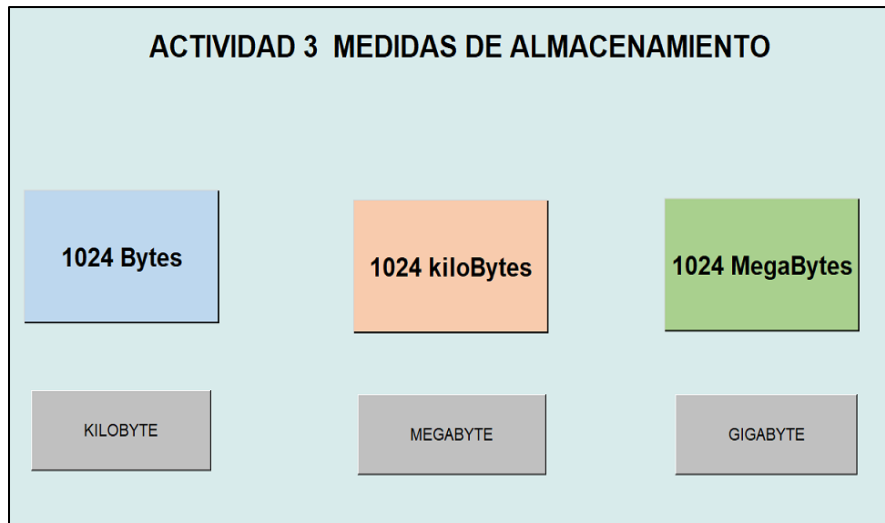 ACTIVIDAD 3 MEDIDAS DE ALMACENAMIENTO
1024 Bytes
1024 kiloBytes
1024 MegaBytes
KILOBYTE
MEGABYTE
GIGABYTE